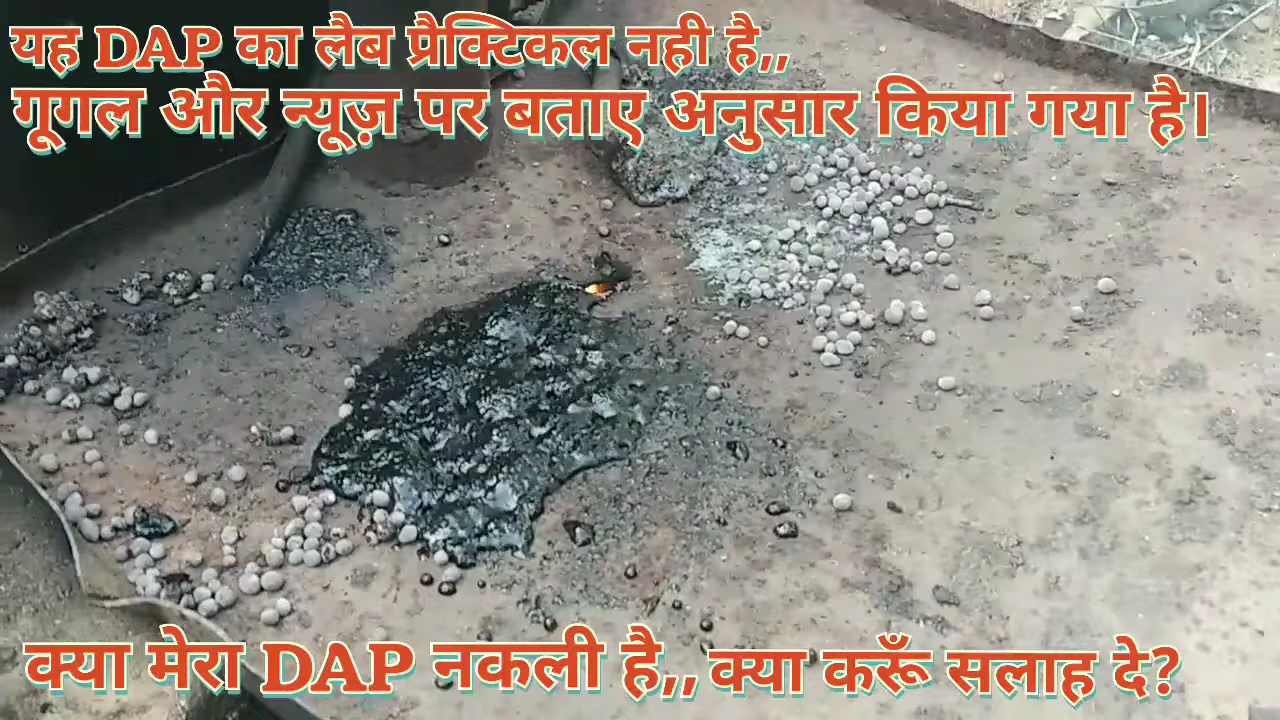 यह DAP का लैब प्रैक्टिकल नही है,,
गूगल और न्यूज़ पर बताए अनुसार किया गया है।
क्या मेरा DAP नकली है,, क्या करूँ सलाह दे?